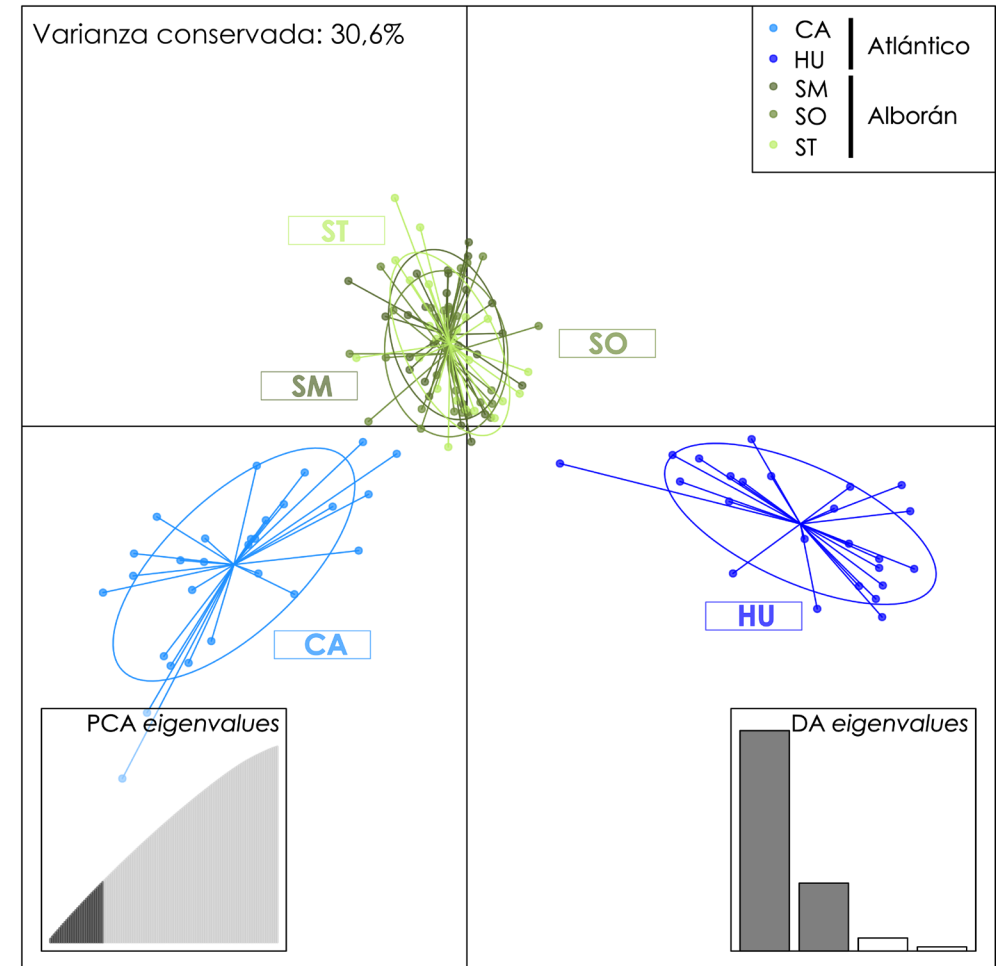 Varianza conservada: 30,6%
CA
HU
Atlántico
SM
SO
ST
Alborán
ST
SO
SM
HU
CA
PCA eigenvalues
DA eigenvalues